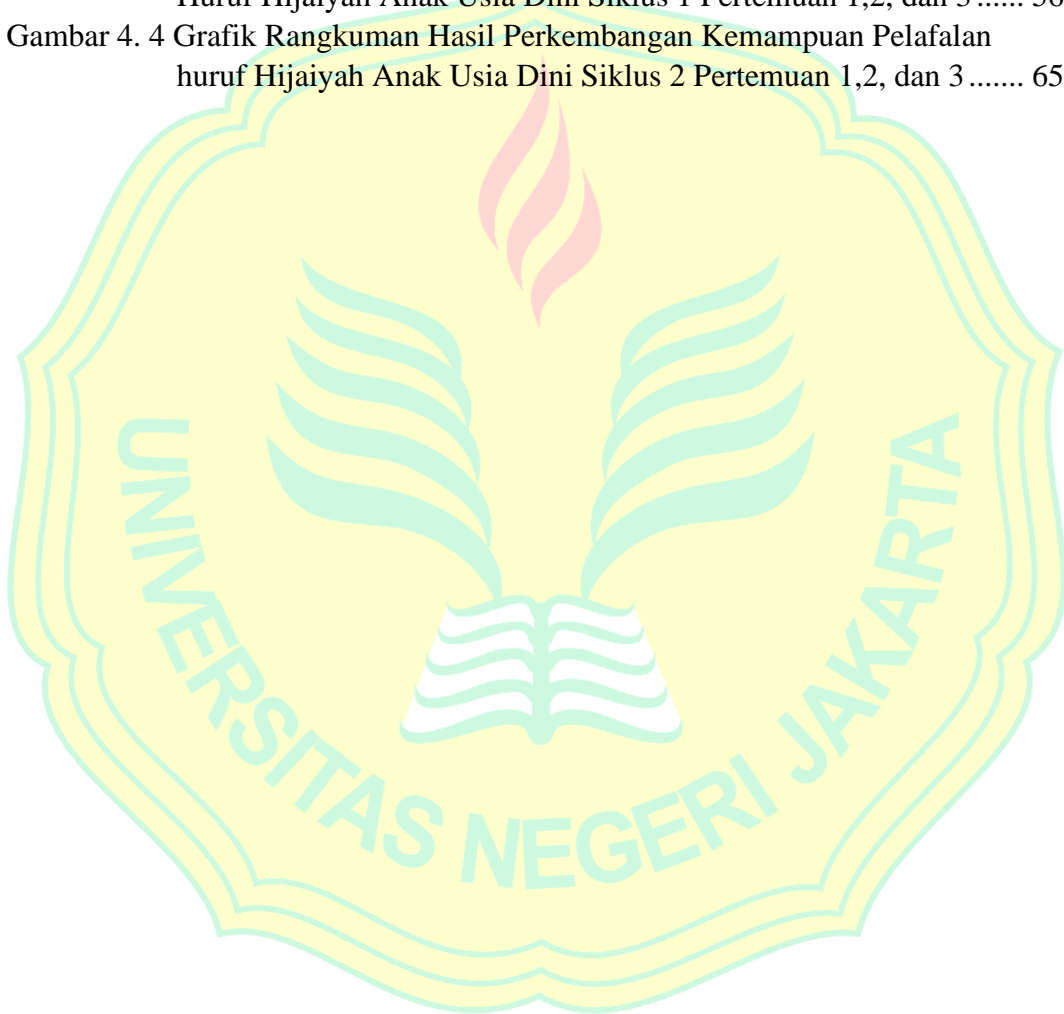 Huruf Hijaiyah Anak Usia Dini Siklus 1 Pertemuan 1,2, dan 3 ......
Gambar 4. 4 Grafik Rangkuman Hasil Perkembangan Kemampuan Pelafalan
huruf Hijaiyah Anak Usia Dini Siklus 2 Pertemuan 1,2, dan 3 ....... 65
UNIVERSITAS NEGERI JAKARTA